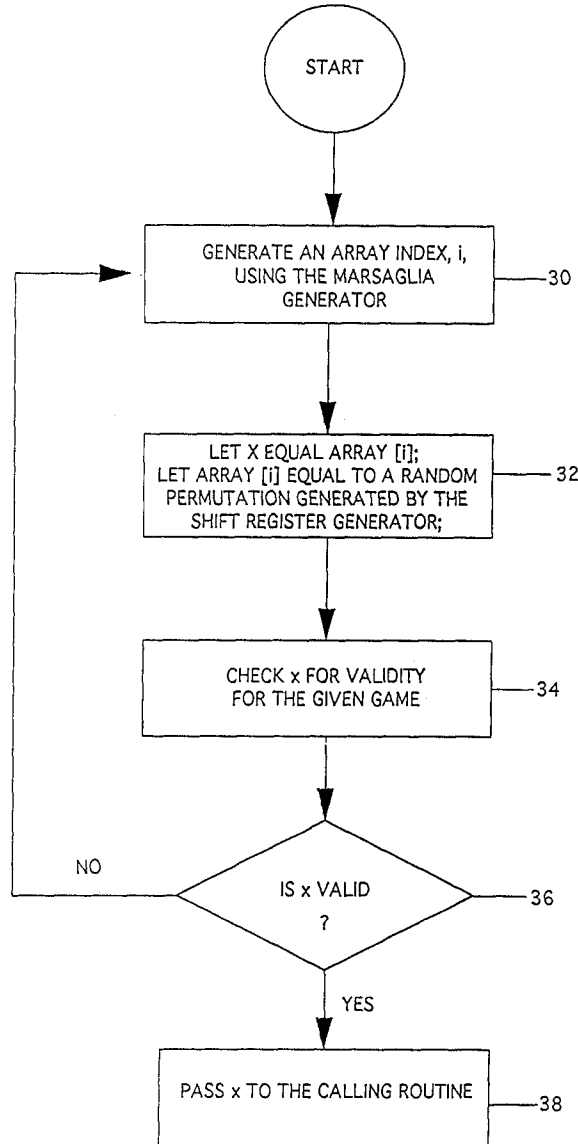 START
GENERATE AN ARRAY INDEX, i,
USING THE MARSAGLIA
GENERATOR
30
LET X EQUAL ARRAY [i];
LET ARRAY [i] EQUAL TO A RANDOM
PERMUTATION GENERATED BY THE
SHIFT REGISTER GENERATOR;
32
CHECK x FOR VALIDITY
FOR THE GIVEN GAME
34
NO
IS x VALID
?
36
YES
PASS x TO THE CALLING ROUTINE
38